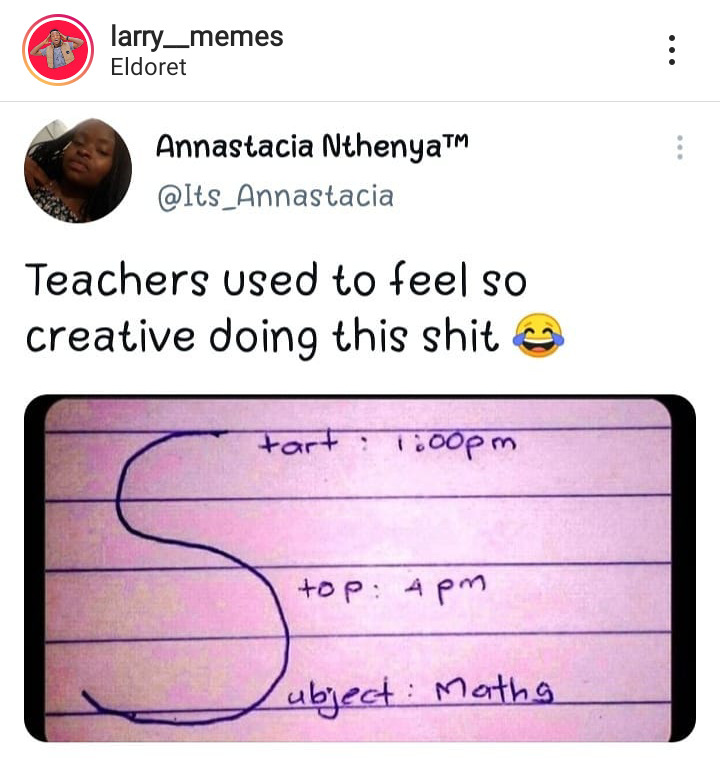 larry__memes
Eldoret
Annastacia Nthenya™
@Its_Annastacia
Teachers used to feel so
creative doing this shit 😂
S tart : 1:00pm
top: 4 pm
ubject: Maths